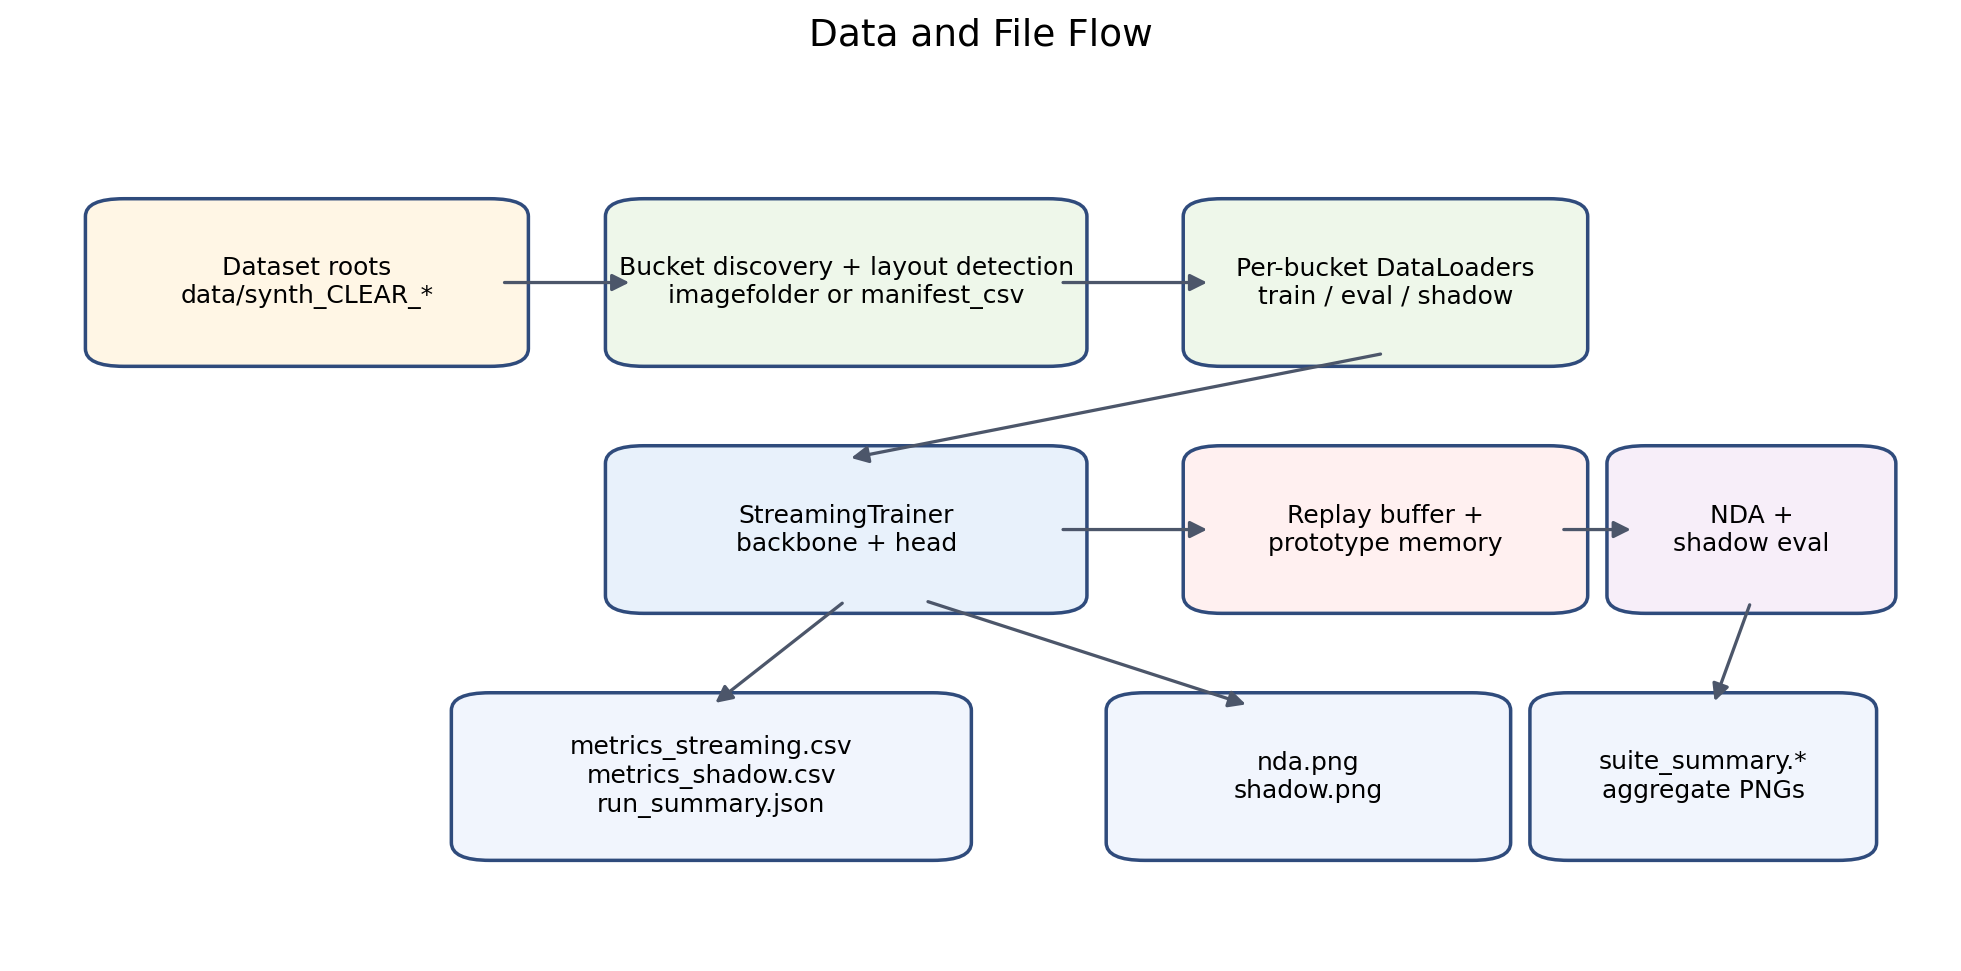 Data and File Flow
Dataset roots
data/synth_CLEAR_*
Bucket discovery + layout detection
imagefolder or manifest_csv
Per-bucket DataLoaders
train / eval / shadow
StreamingTrainer
backbone + head
Replay buffer +
prototype memory
NDA +
shadow eval
metrics_streaming.csv
metrics_shadow.csv
run_summary.json
nda.png
shadow.png
suite_summary.*
aggregate PNGs